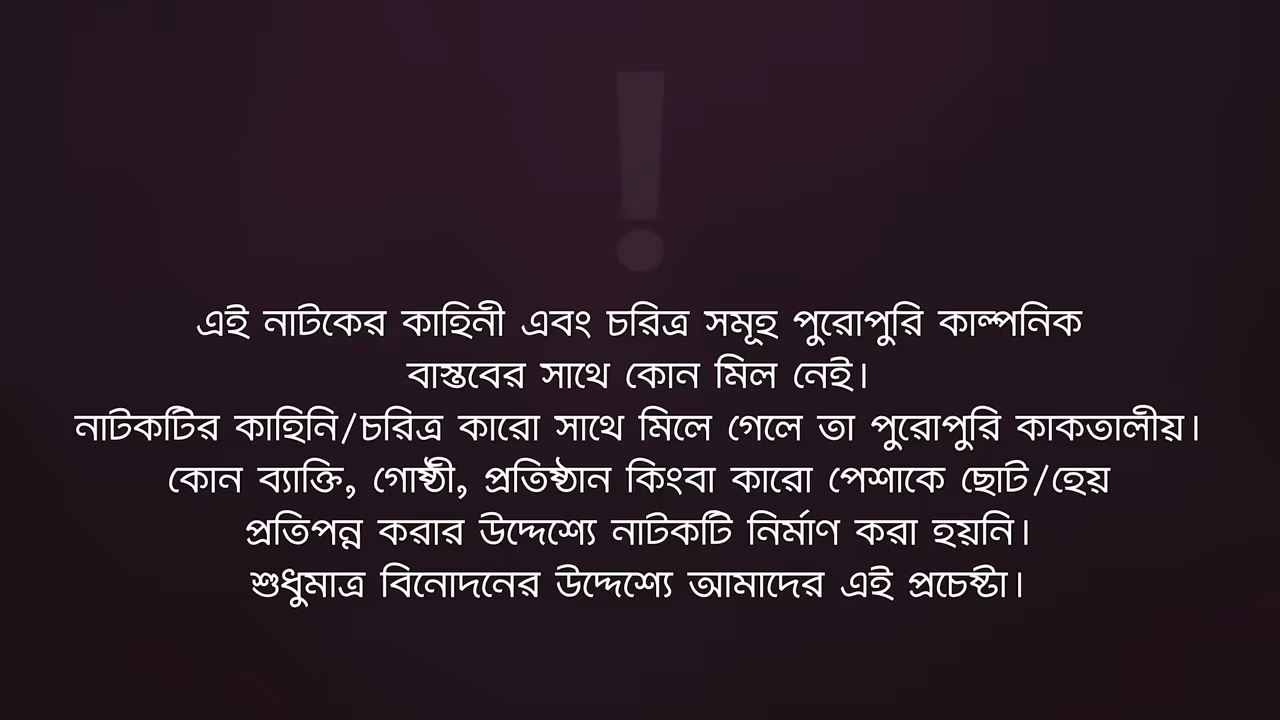 এই নাটকের কাহিনী এবং চরিত্র সমূহ পুরোপুরি কাল্পনিক
বাস্তবের সাথে কোন মিল নেই।
নাটকটির কাহিনি/চরিত্র কারো সাথে মিলে গেলে তা পুরোপুরি কাকতালীয়।
কোন ব্যাক্তি, গোষ্ঠী, প্রতিষ্ঠান কিংবা কারো পেশাকে ছোট/হেয়
প্রতিপন্ন করার উদ্দেশ্যে নাটকটি নির্মাণ করা হয়নি।
শুধুমাত্র বিনোদনের উদ্দেশ্যে আমাদের এই প্রচেষ্টা।